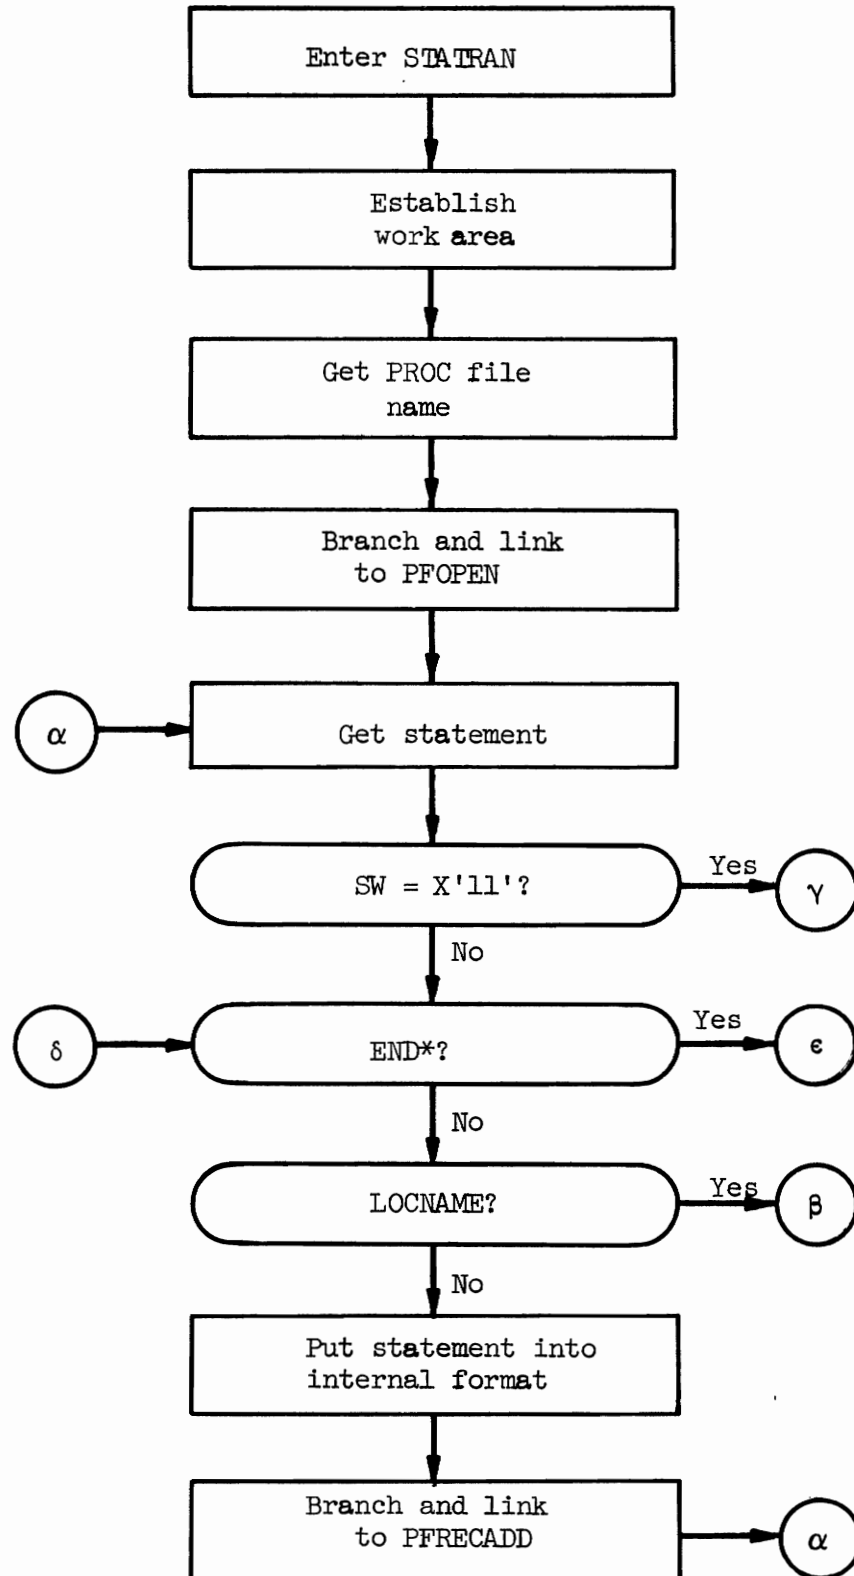 Enter STATRAN
Establish
work area
Get PROC file
name
Branch and link
to PFOPEN
α
Get statement
SW = X'll'?
Yes
γ
No
δ
END*?
Yes
ϵ
No
LOCNAME?
Yes
β
No
Put statement into
internal format
Branch and link
to PFRECADD
α